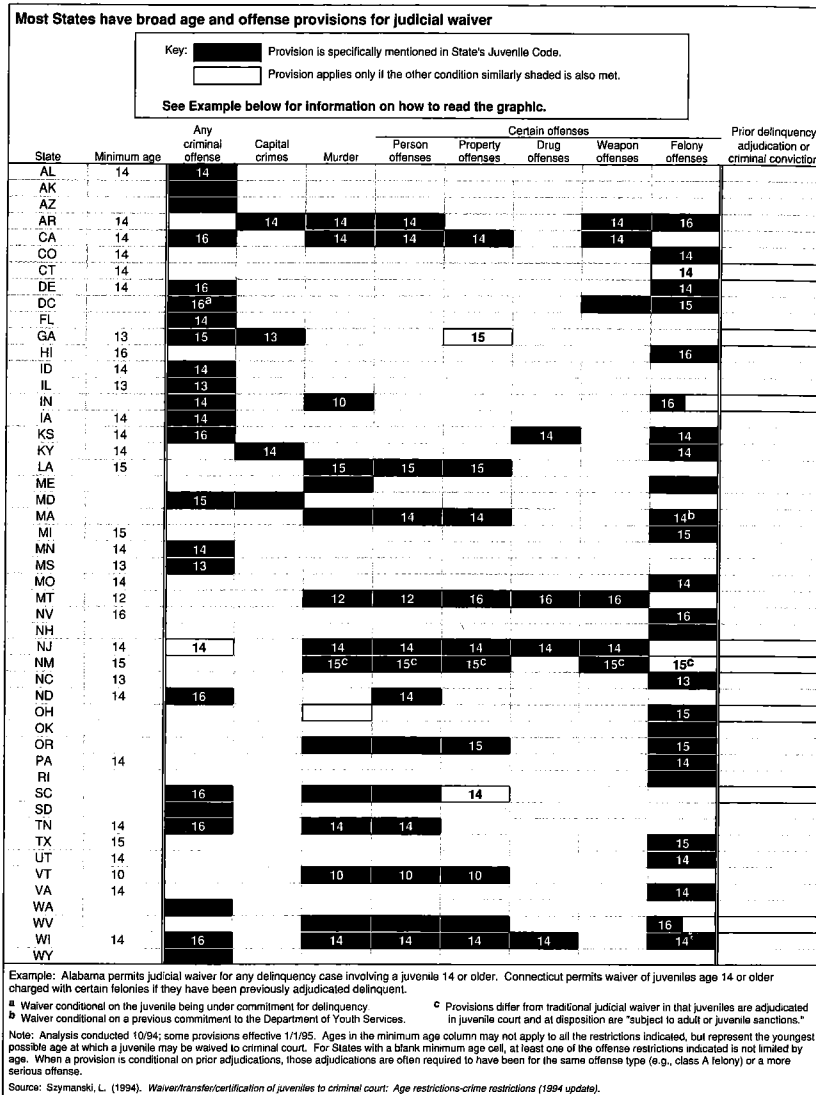 Most States have broad age and offense provisions for judicial waiver
Key: Provision is specifically mentioned in State's Juvenile Code.
Provision applies only if the other condition similarly shaded is also met.
See Example below for information on how to read the graphic.
Certain offenses
Any criminal offense Capital crimes Murder Person offenses Property offenses Drug offenses Weapon offenses Felony offenses Prior delinquency adjudication or criminal conviction
State Minimum age
AL 14 14
AK
AZ
AR 14 14 14 14 14 16
CA 14 16 14 14 14 14
CO 14 14
CT 14 14
DE 14 16 14
DC 16a 15
FL 14
GA 13 15 13 15
HI 16 16
ID 14 14
IL 13 13
IN 14 10 16
IA 14 14
KS 14 16 14 14
KY 14 14 14
LA 15 15 15 15
ME
MD 15
MA 14 14 14b
MI 15 15
MN 14 14
MS 13 13
MO 14 14
MT 12 12 12 16 16 16
NV 16 16
NH
NJ 14 14 14 14 14 14 14
NM 15 15c 15c 15c 15c 15c
NC 13 13
ND 14 16 14
OH 15
OK
OR 15 15
PA 14 14
RI
SC 16 14
SD
TN 14 16 14 14
TX 15 15
UT 14 14
VT 10 10 10 10
VA 14 14
WA
WV 16
WI 14 16 14 14 14 14 14
WY
Example: Alabama permits judicial waiver for any delinquency case involving a juvenile 14 or older. Connecticut permits waiver of juveniles age 14 or older
charged with certain felonies if they have been previously adjudicated delinquent.
a Waiver conditional on the juvenile being under commitment for delinquency.
b Waiver conditional on a previous commitment to the Department of Youth Services.
c Provisions differ from traditional judicial waiver in that juveniles are adjudicated
in juvenile court and at disposition are "subject to adult or juvenile sanctions."
Note: Analysis conducted 10/94; some provisions effective 1/1/95. Ages in the minimum age column may not apply to all the restrictions indicated, but represent the youngest
possible age at which a juvenile may be waived to criminal court. For States with a blank minimum age cell, at least one of the offense restrictions indicated is not limited by
age. When a provision is conditional on prior adjudications, those adjudications are often required to have been for the same offense type (e.g., class A felony) or a more
serious offense.
Source: Szymanski, L. (1994). Waiver/transfer/certification of juveniles to criminal court: Age restrictions-crime restrictions (1994 update).